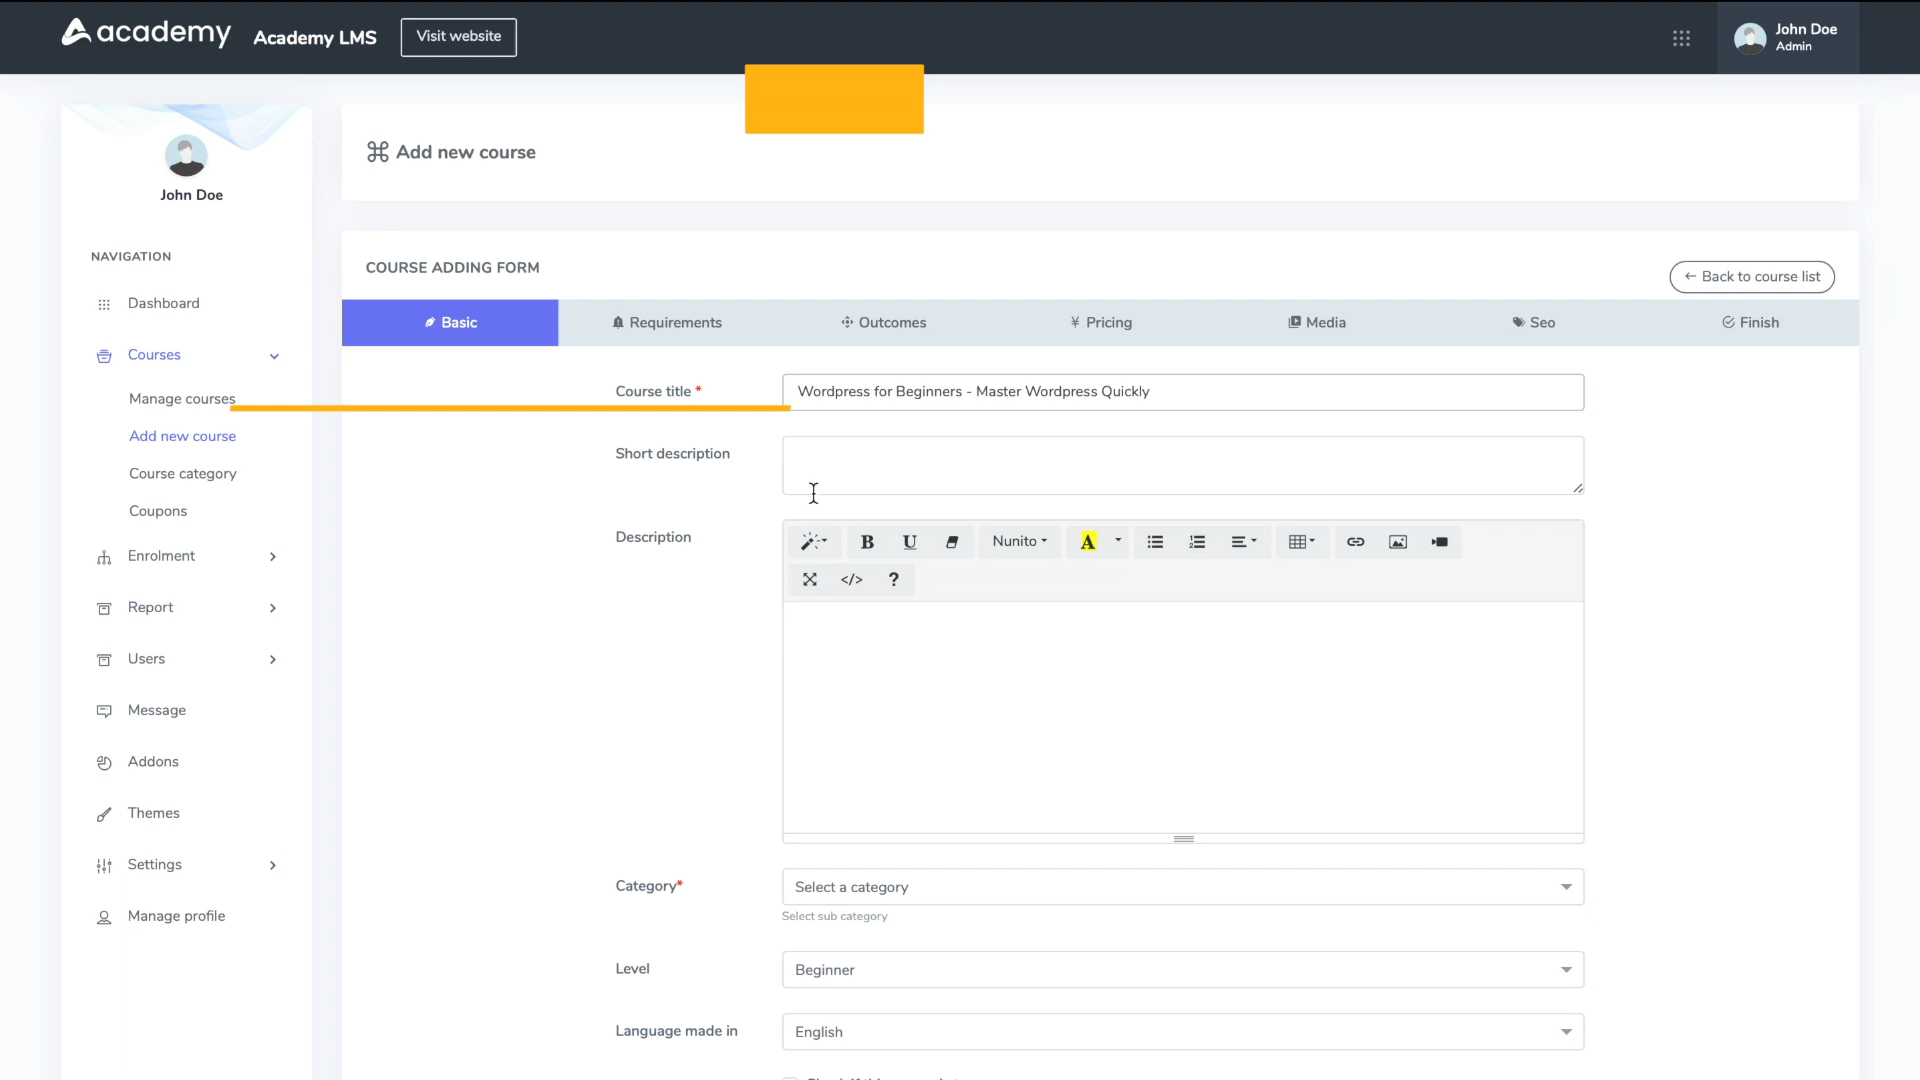 academy Academy LMS Visit website
John Doe
Admin
Add new course
John Doe
NAVIGATION
Dashboard
Courses
Manage courses
Add new course
Course category
Coupons
Enrolment
Report
Users
Message
Addons
Themes
Settings
Manage profile
COURSE ADDING FORM
← Back to course list
Basic Requirements Outcomes ¥ Pricing Media Seo Finish
Course title * Wordpress for Beginners - Master Wordpress Quickly
Short description
Description
B U Nunito A
</> ?
Category* Select a category
Select sub category
Level Beginner
Language made in English